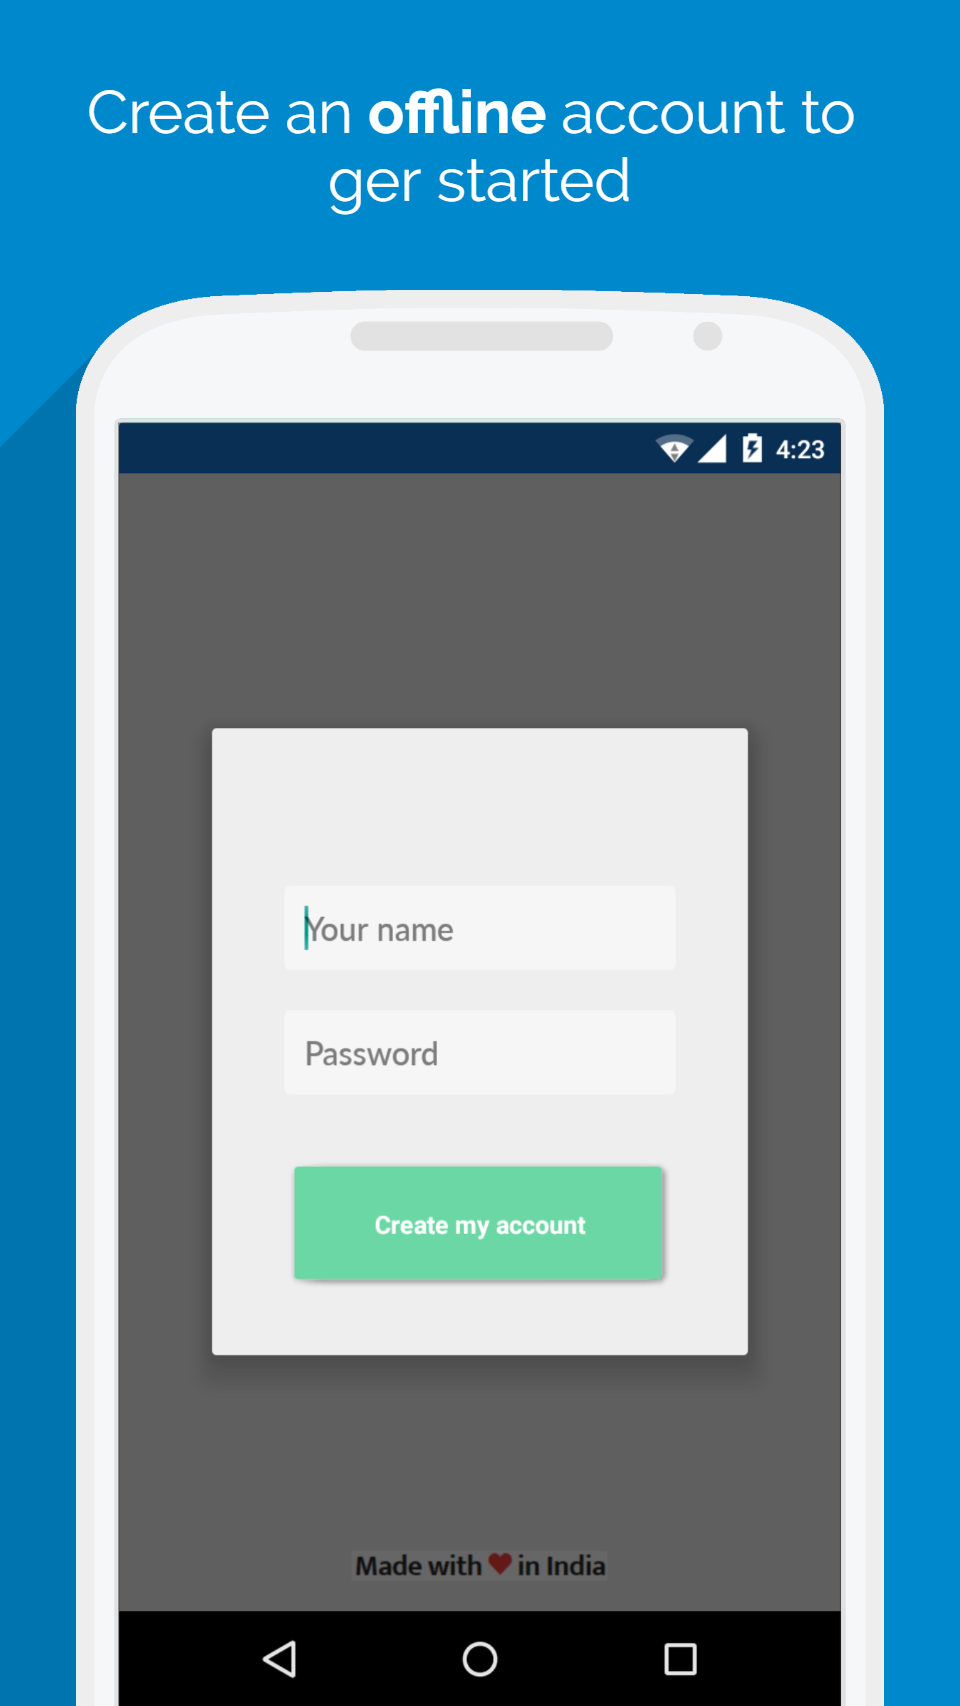 Create an offline account to
ger started
4:23
Your name
Password
Create my account
Made with ❤ in India